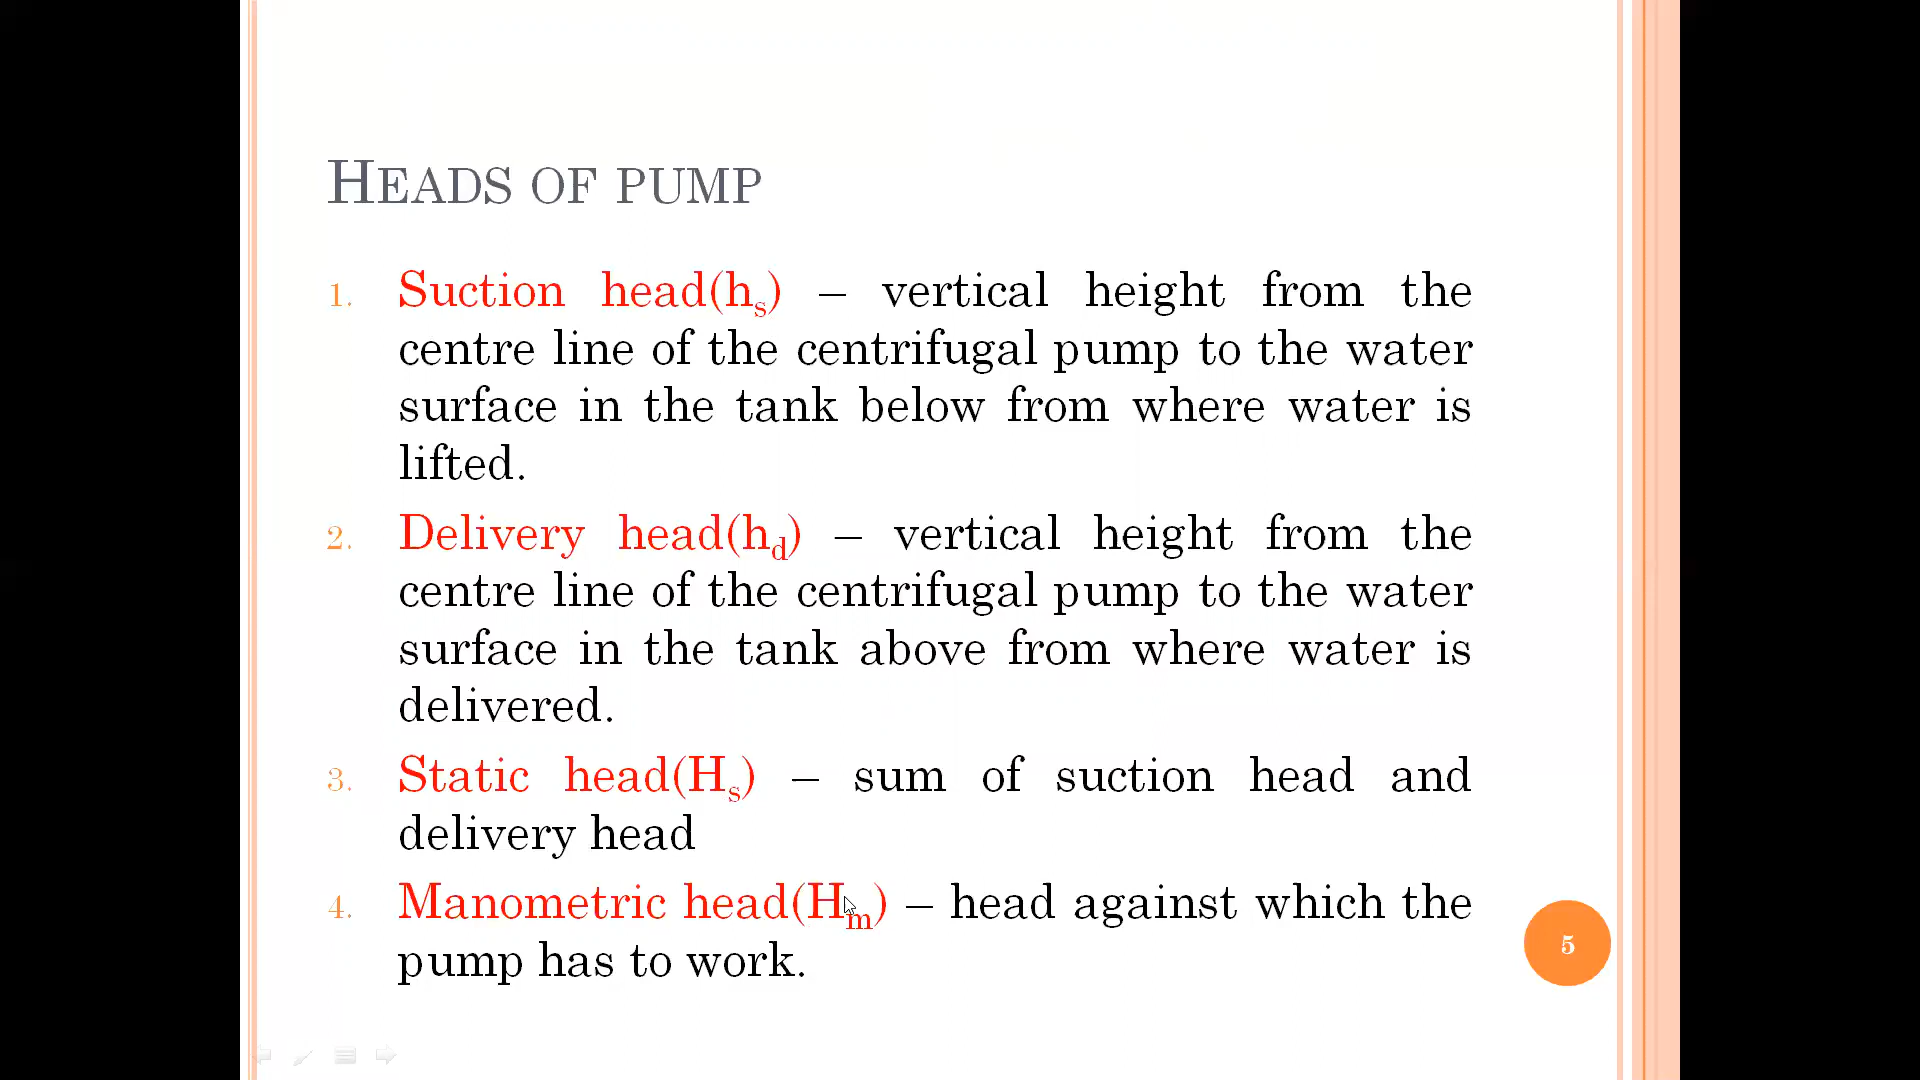 HEADS OF PUMP
1. Suction head(hs) – vertical height from the
centre line of the centrifugal pump to the water
surface in the tank below from where water is
lifted.
2. Delivery head(hd) – vertical height from the
centre line of the centrifugal pump to the water
surface in the tank above from where water is
delivered.
3. Static head(Hs) – sum of suction head and
delivery head
4. Manometric head(Hm) – head against which the
pump has to work.
5